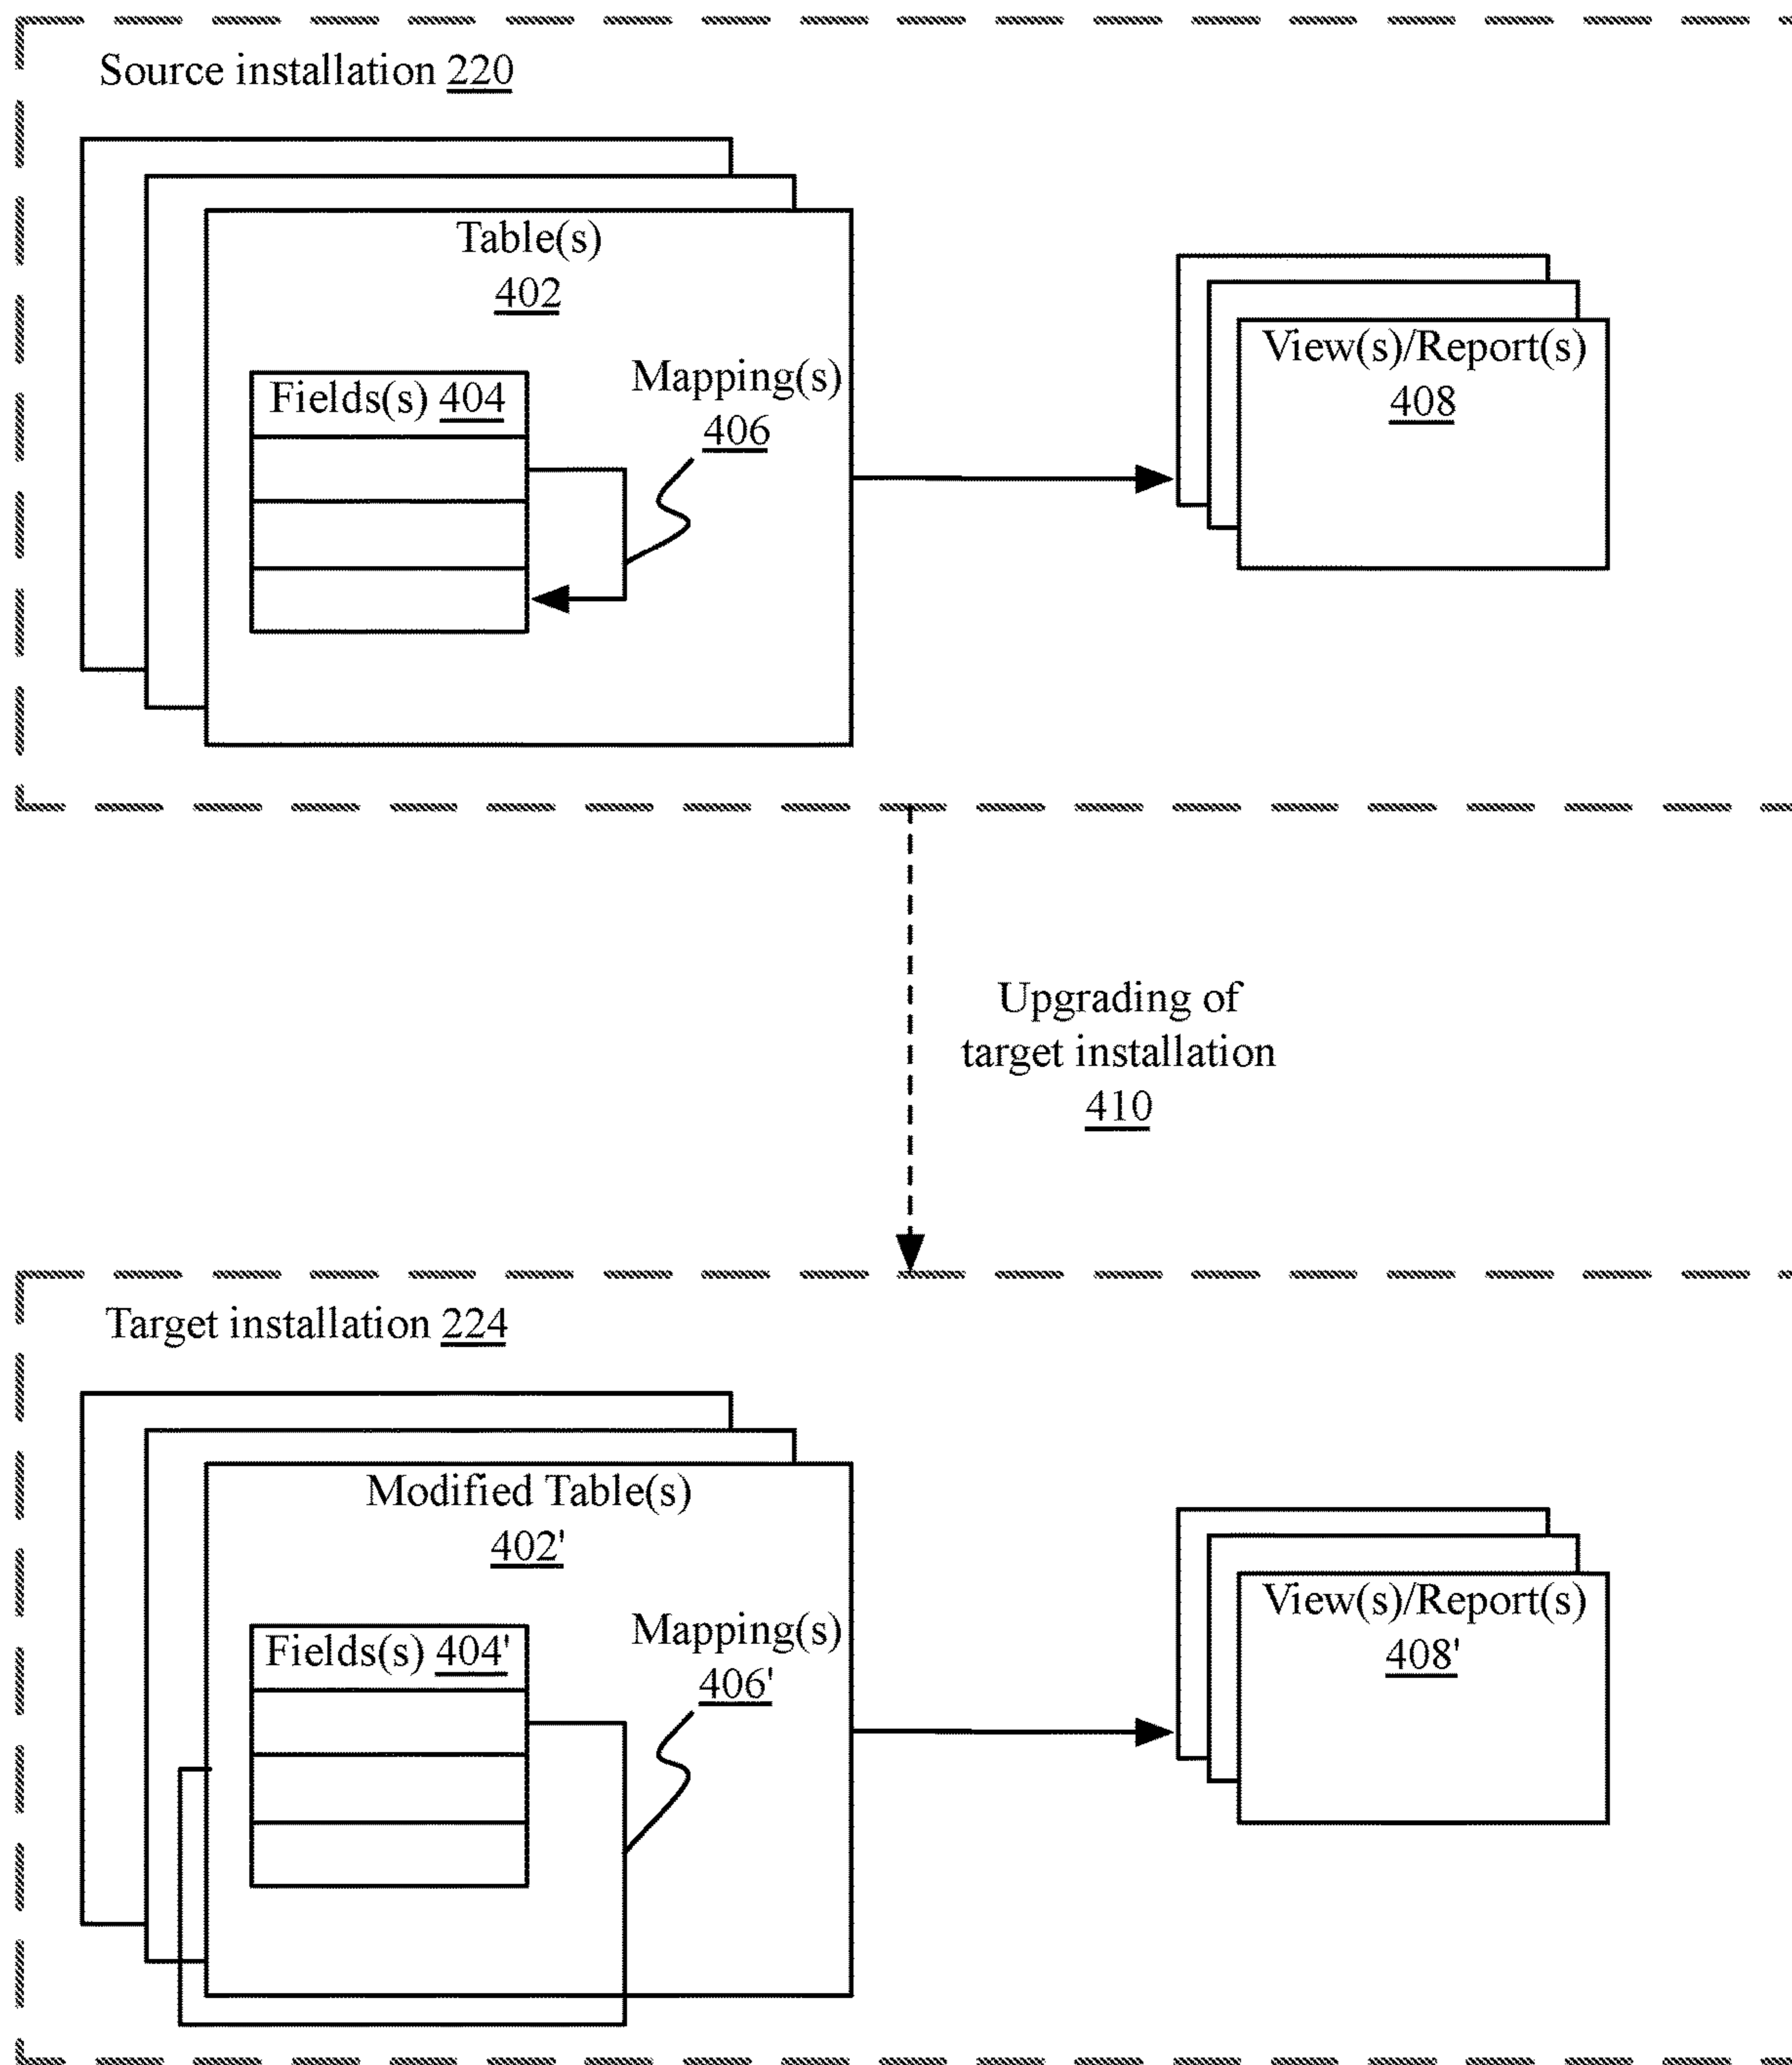 Source installation 220
Table(s)
402
Fields(s) 404
Mapping(s)
406
View(s)/Report(s)
408
Upgrading of
target installation
410
Target installation 224
Modified Table(s)
402'
Fields(s) 404'
Mapping(s)
406'
View(s)/Report(s)
408'